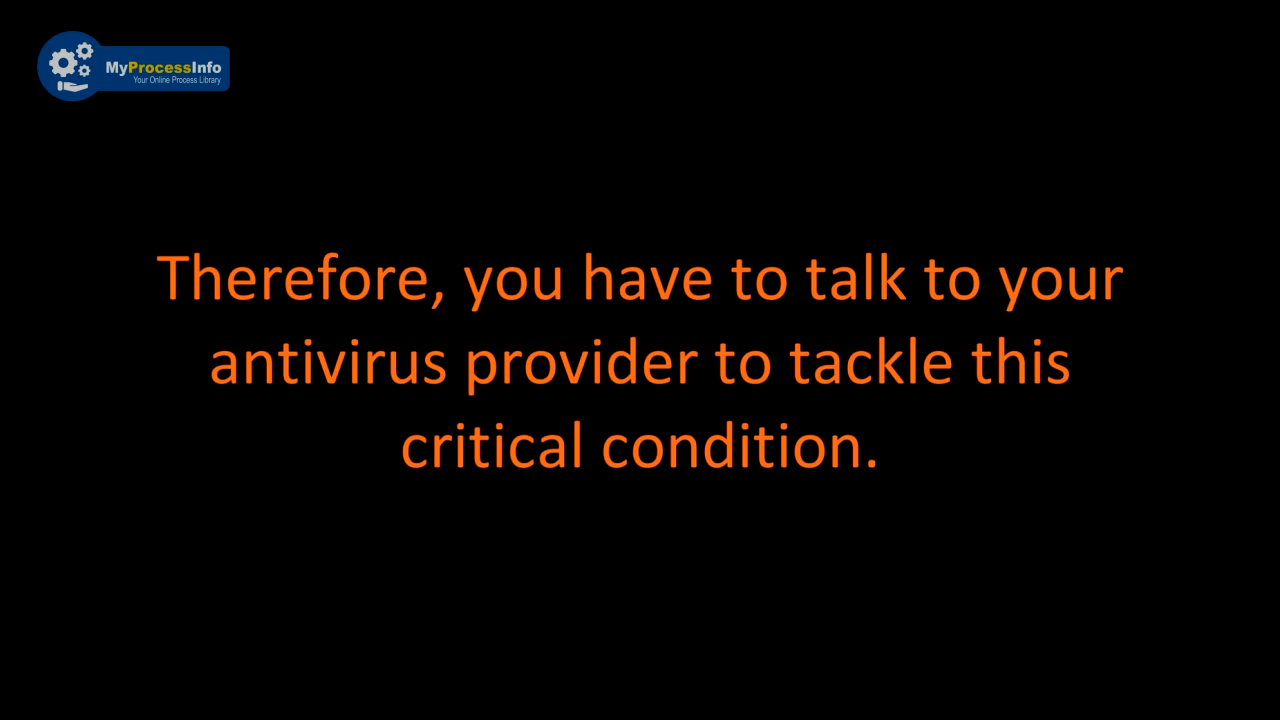 MyProcessInfo
Your Online Process Library
Therefore, you have to talk to your
antivirus provider to tackle this
critical condition.